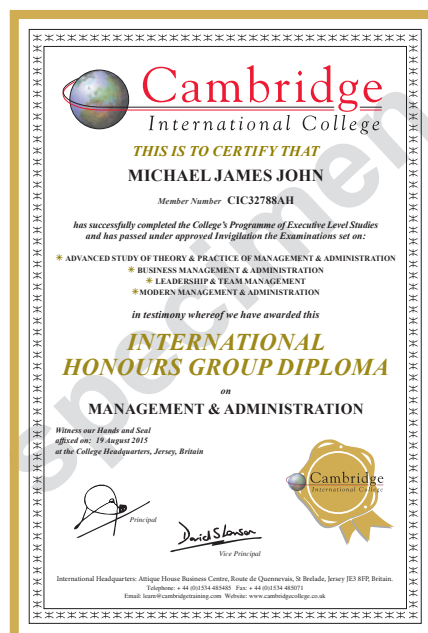 Cambridge
International College
THIS IS TO CERTIFY THAT
MICHAEL JAMES JOHN
Member Number CIC32788AH
has successfully completed the College's Programme of Executive Level Studies
and has passed under approved Invigilation the Examinations set on:
✳ ADVANCED STUDY OF THEORY & PRACTICE OF MANAGEMENT & ADMINISTRATION
✳ BUSINESS MANAGEMENT & ADMINISTRATION
✳ LEADERSHIP & TEAM MANAGEMENT
✳MODERN MANAGEMENT & ADMINISTRATION
in testimony whereof we have awarded this
INTERNATIONAL
HONOURS GROUP DIPLOMA
on
MANAGEMENT & ADMINISTRATION
Witness our Hands and Seal
affixed on: 19 August 2015
at the College Headquarters, Jersey, Britain
Cambridge
International College
Principal
David S Lawson
Vice Principal
International Headquarters: Attique House Business Centre, Route de Quennevais, St Brelade, Jersey JE3 8FP, Britain.
Telephone: + 44 (0)1534 485485 Fax: + 44 (0)1534 485071
Email: learn@cambridgetraining.com Website: www.cambridgecollege.co.uk
specimen